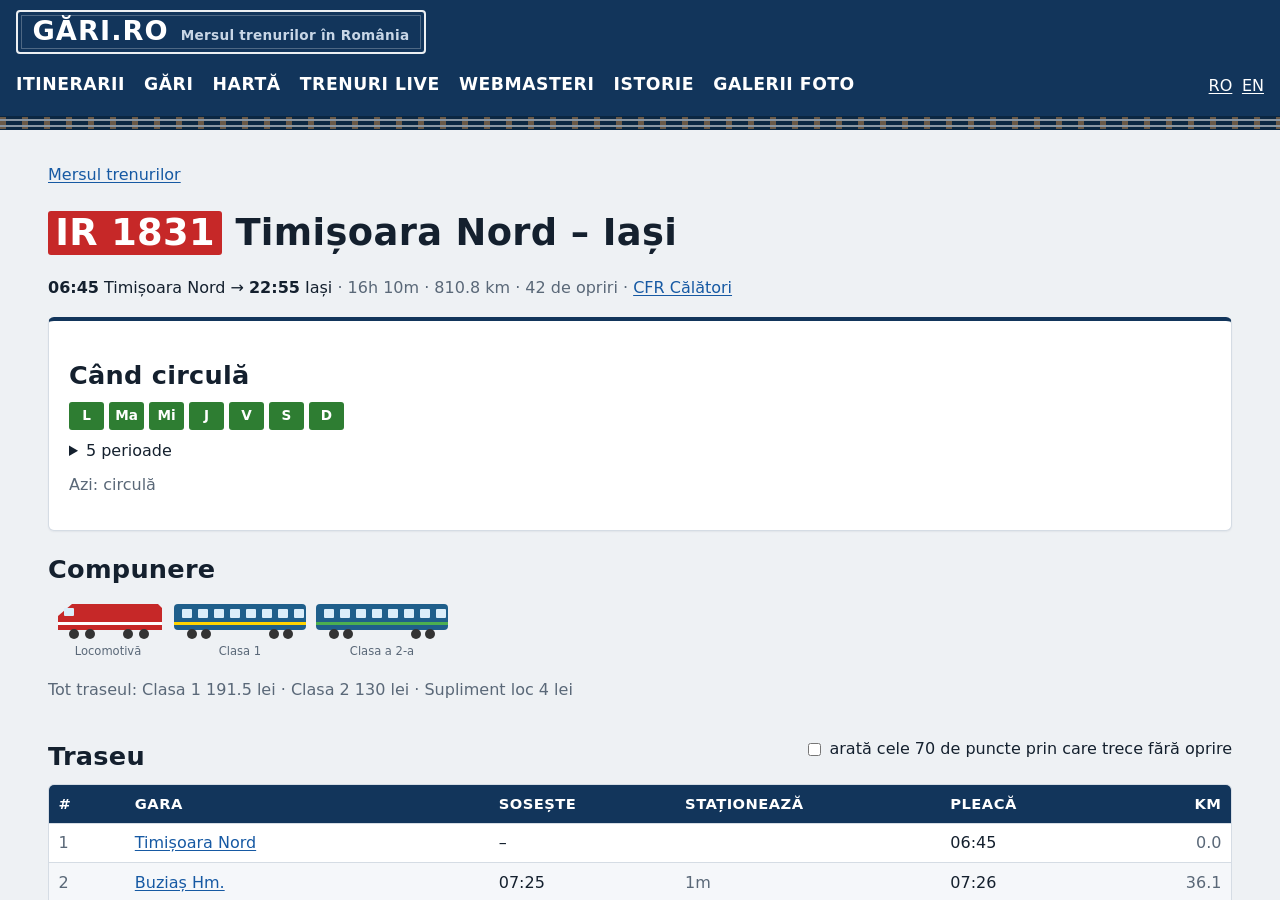 GĂRI.RO Mersul trenurilor în România
ITINERARII GĂRI HARTĂ TRENURI LIVE WEBMASTERI ISTORIE GALERII FOTO RO EN
Mersul trenurilor
IR 1831 Timișoara Nord – Iași
06:45 Timișoara Nord → 22:55 Iași · 16h 10m · 810.8 km · 42 de opriri · CFR Călători
Când circulă
L Ma Mi J V S D
5 perioade
Azi: circulă
Compunere
Locomotivă Clasa 1 Clasa a 2-a
Tot traseul: Clasa 1 191.5 lei · Clasa 2 130 lei · Supliment loc 4 lei
Traseu arată cele 70 de puncte prin care trece fără oprire
# GARA SOSEȘTE STAȚIONEAZĂ PLEACĂ KM
1 Timișoara Nord – 06:45 0.0
2 Buziaș Hm. 07:25 1m 07:26 36.1